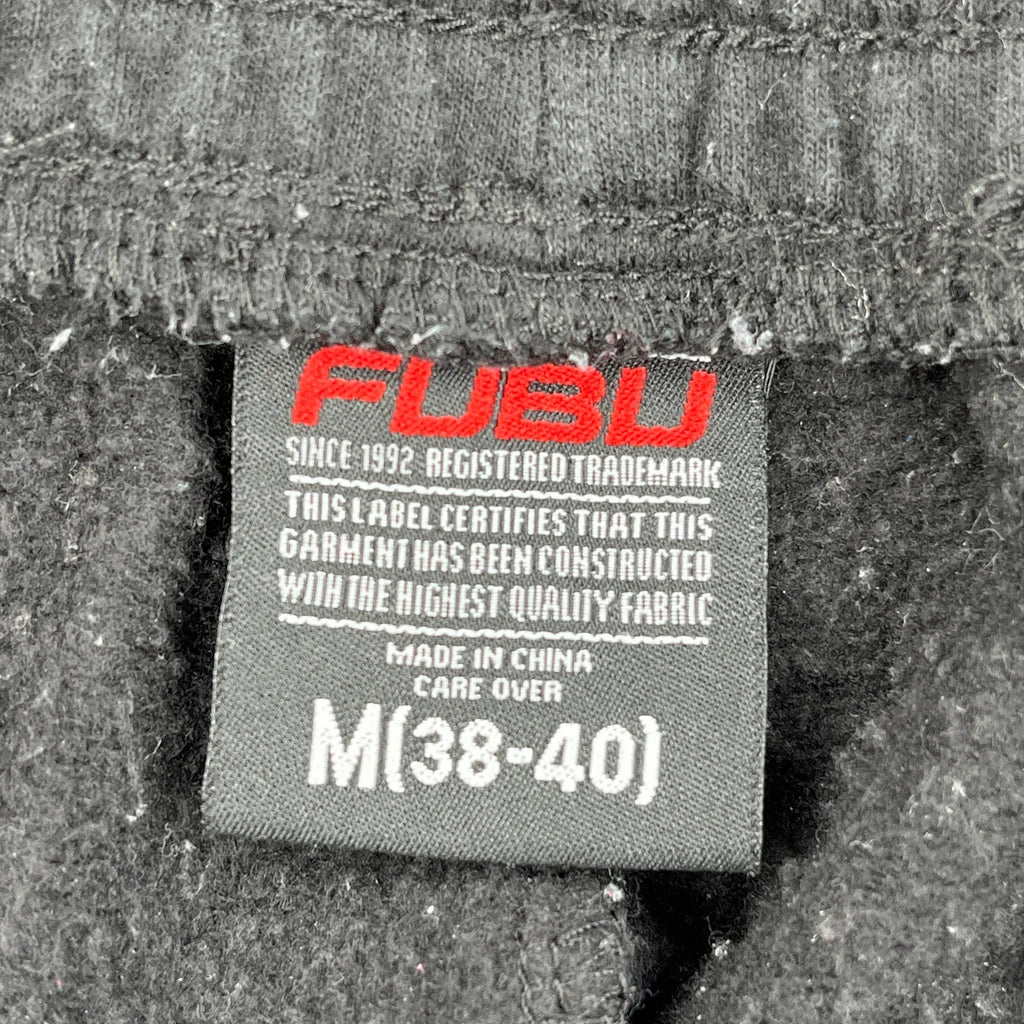 FUBU
SINCE 1992 REGISTERED TRADEMARK
THIS LABEL CERTIFIES THAT THIS
GARMENT HAS BEEN CONSTRUCTED
WITH THE HIGHEST QUALITY FABRIC
MADE IN CHINA
CARE OVER
M(38-40)